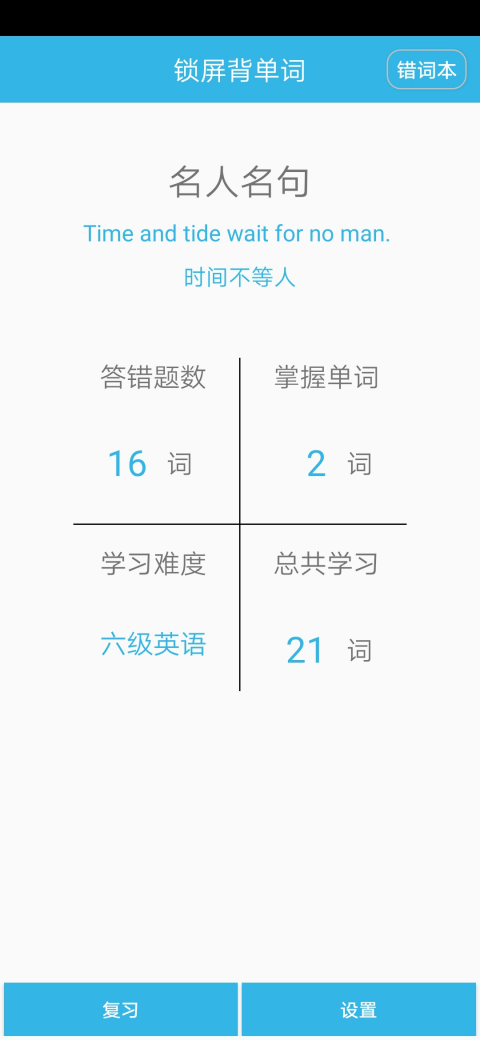 锁屏背单词
错词本
名人名句
Time and tide wait for no man.
时间不等人
答错题数
掌握单词
16 词
2 词
学习难度
总共学习
六级英语
21 词
复习
设置